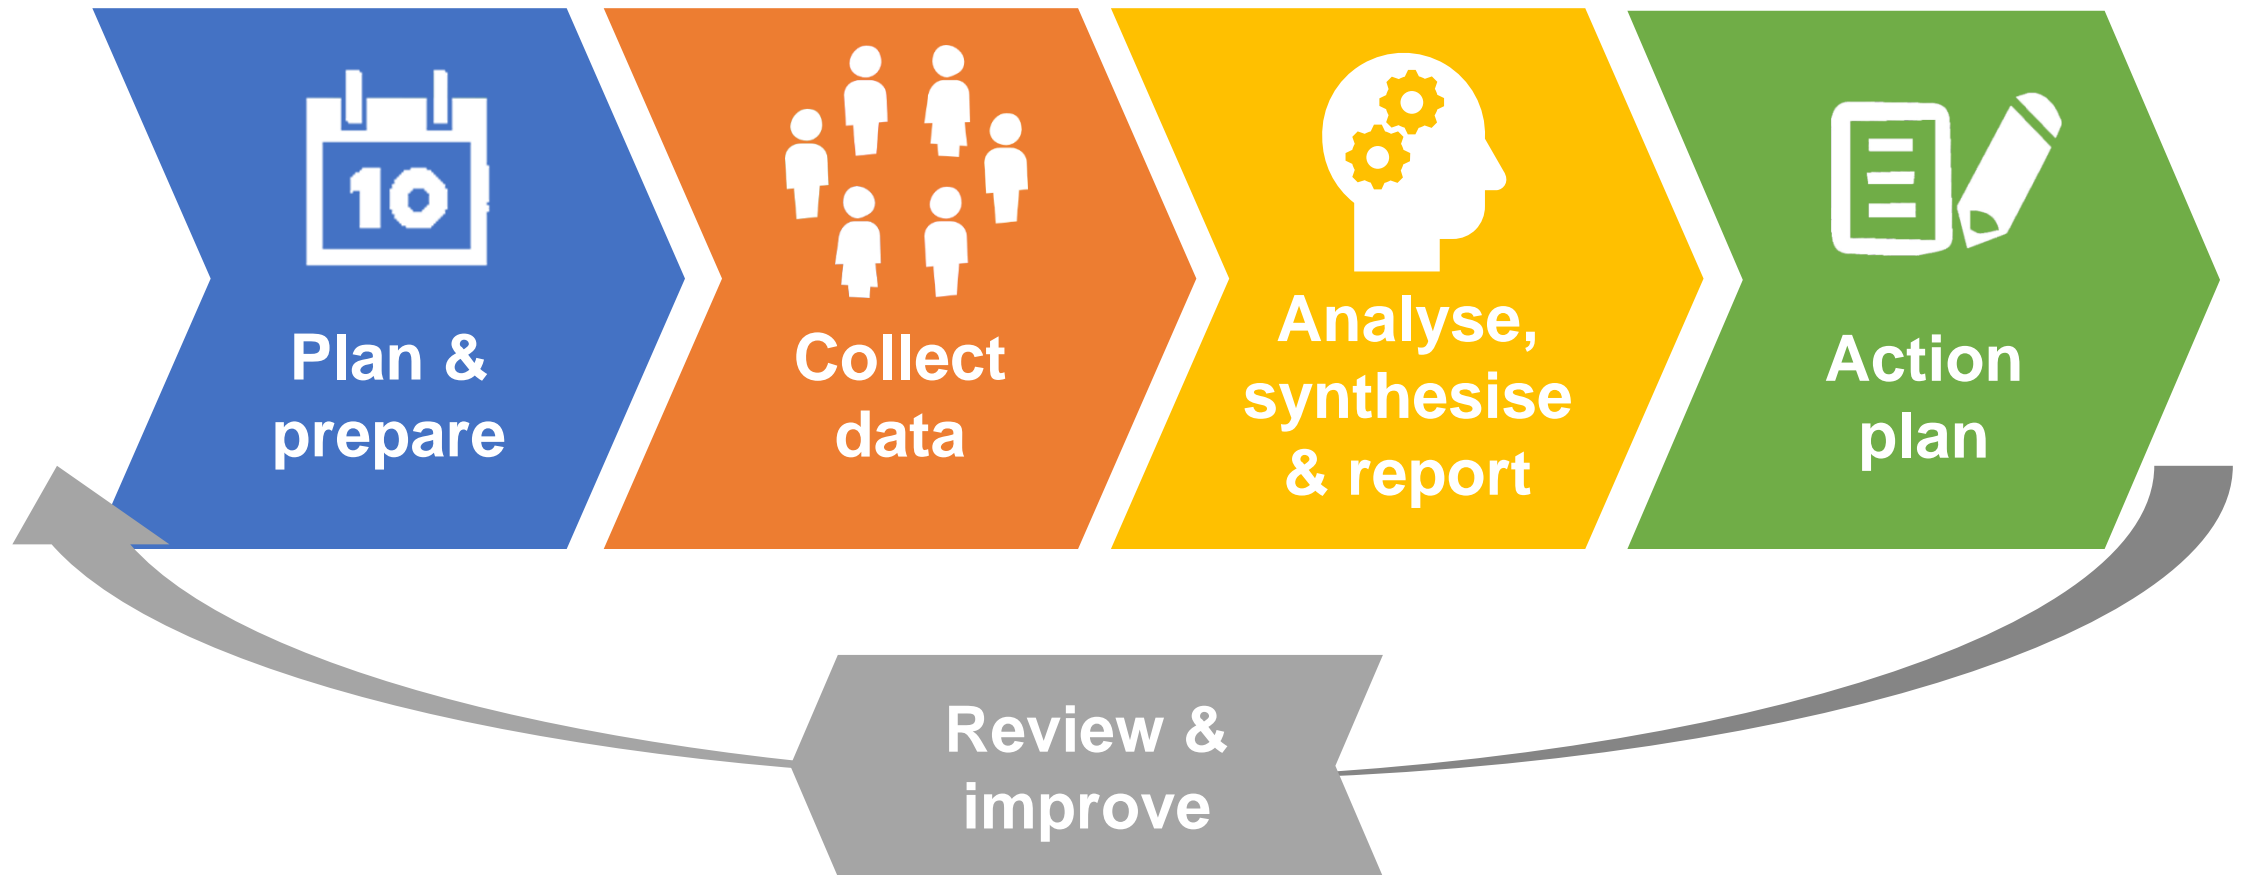 10
Plan &
prepare
Collect
data
Analyse,
synthesise
& report
Action
plan
Review &
improve